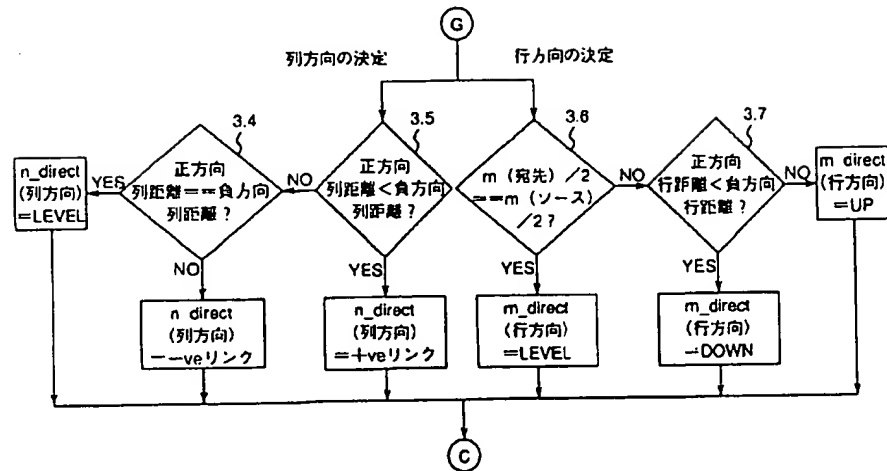 G
列方向の決定
行方向の決定
3.4
3.5
3.6
3.7
n_direct
(列方向)
=LEVEL
YES
正方向
列距離==負方向
列距離?
NO
正方向
列距離<負方向
列距離?
m(宛先)/2
==m(ソース)
/2?
NO
正方向
行距離<負方向
行距離?
NO
m_direct
(行方向)
=UP
NO
YES
YES
YES
n_direct
(列方向)
=-veリンク
n_direct
(列方向)
=+veリンク
m_direct
(行方向)
=LEVEL
m_direct
(行方向)
=DOWN
C